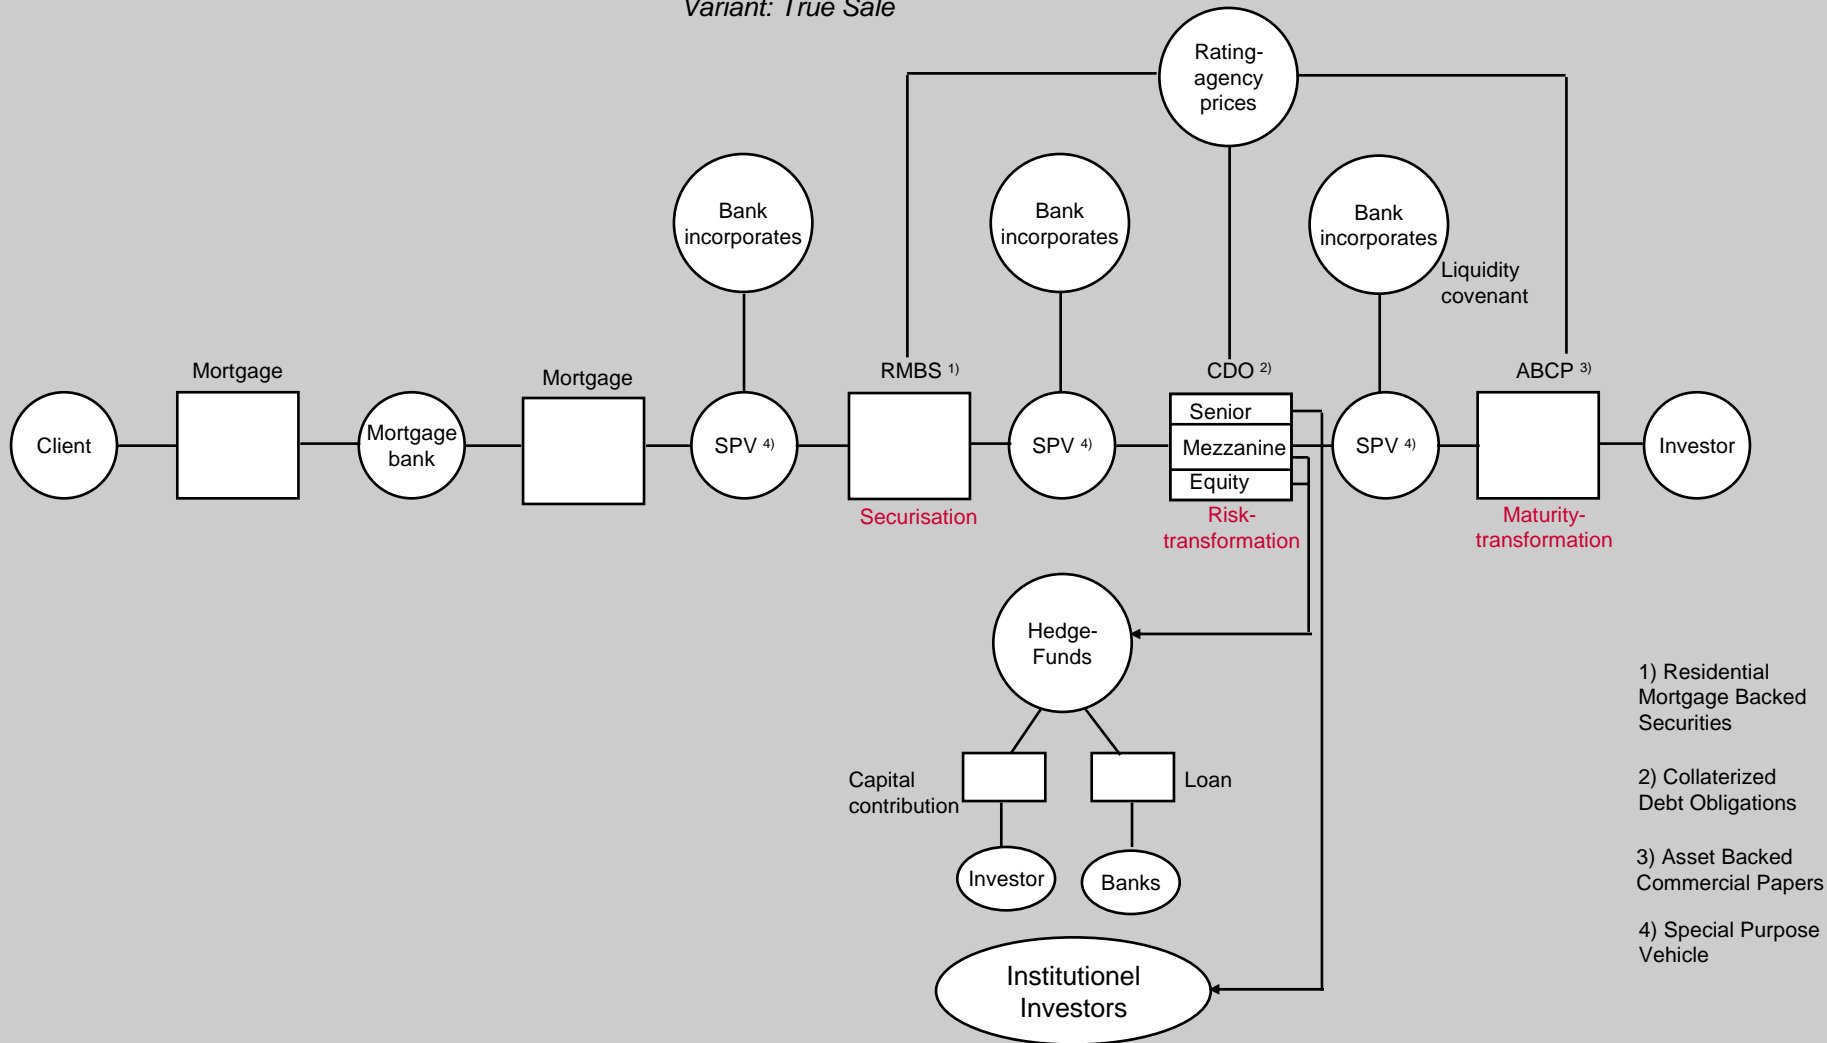 Variant: True Sale
Rating-
agency
prices
Bank
incorporates
Bank
incorporates
Bank
incorporates
Liquidity
covenant
Mortgage
Mortgage
RMBS 1)
CDO 2)
ABCP 3)
Client
Mortgage
bank
SPV 4)
SPV 4)
Senior
Mezzanine
Equity
SPV 4)
Investor
Securisation
Risk-
transformation
Maturity-
transformation
Hedge-
Funds
Capital
contribution
Loan
Investor
Banks
Institutionel
Investors
1) Residential
Mortgage Backed
Securities
2) Collaterized
Debt Obligations
3) Asset Backed
Commercial Papers
4) Special Purpose
Vehicle